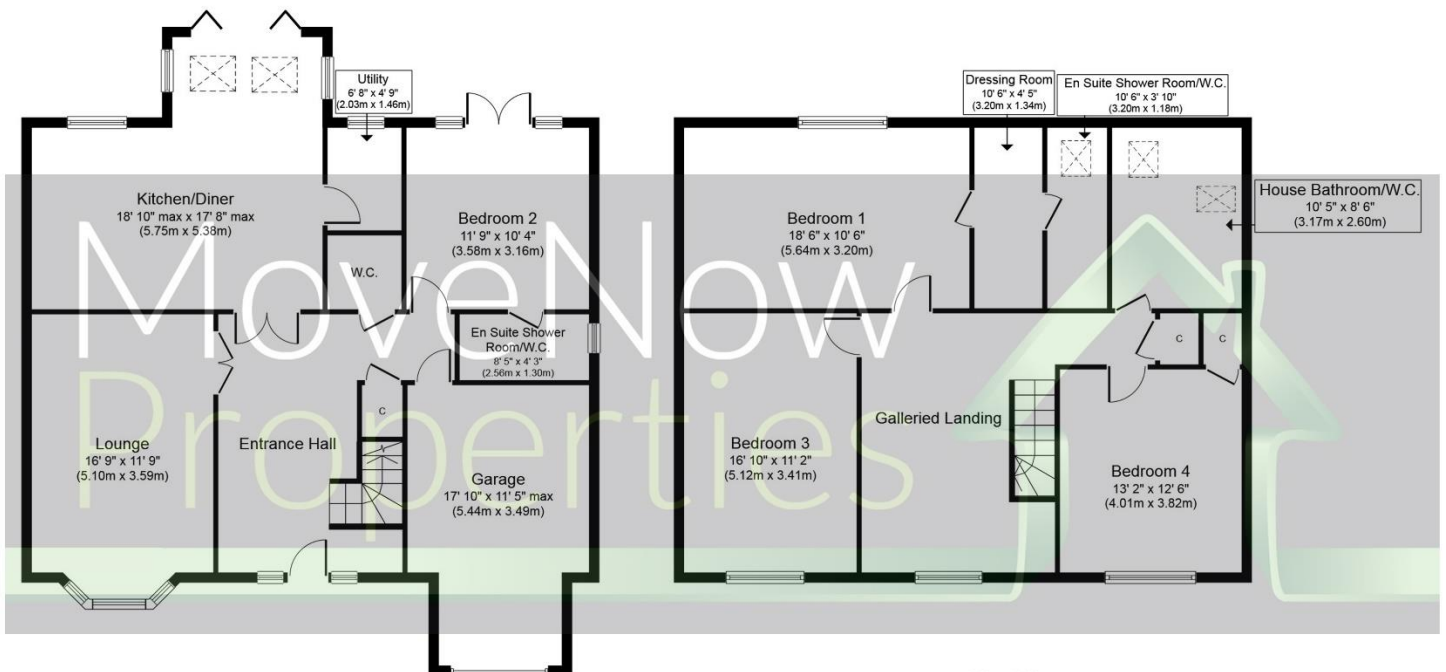 Utility
6' 8" x 4' 9"
(2.03m x 1.46m)
Kitchen/Diner
18' 10" max x 17' 8" max
(5.75m x 5.38m)
Bedroom 2
11' 9" x 10' 4"
(3.58m x 3.16m)
W.C.
En Suite Shower
Room/W.C.
8' 5" x 4' 3"
(2.56m x 1.30m)
C
Lounge
16' 9" x 11' 9"
(5.10m x 3.59m)
Entrance Hall
Garage
17' 10" x 11' 5" max
(5.44m x 3.49m)
Dressing Room
10' 6" x 4' 5"
(3.20m x 1.34m)
En Suite Shower Room/W.C.
10' 6" x 3' 10"
(3.20m x 1.18m)
House Bathroom/W.C.
10' 5" x 8' 6"
(3.17m x 2.60m)
Bedroom 1
18' 6" x 10' 6"
(5.64m x 3.20m)
C
C
Galleried Landing
Bedroom 3
16' 10" x 11' 2"
(5.12m x 3.41m)
Bedroom 4
13' 2" x 12' 6"
(4.01m x 3.82m)
MoveNow
Properties